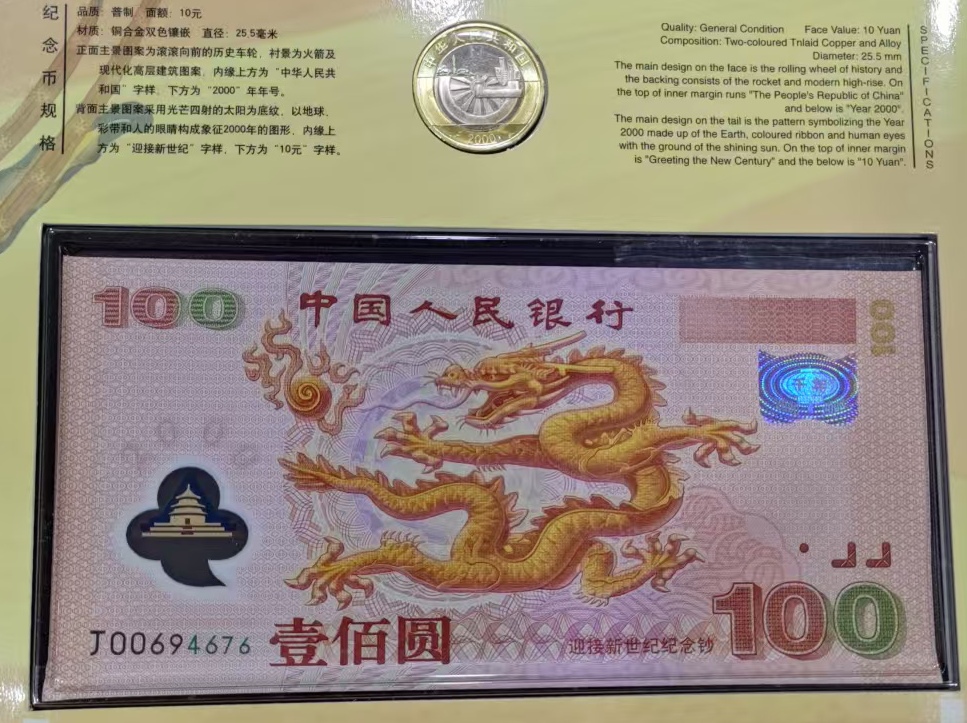 纪念币规格
品质：普制　面额：10元
材质：铜合金双色镶嵌　直径：25.5毫米
正面主景图案为滚滚向前的历史车轮，衬景为火箭及
现代化高层建筑图案，内缘上方为“中华人民共
和国”字样，下方为“2000”年年号。
背面主景图案采用光芒四射的太阳为底纹，以地球、
彩带和人的眼睛构成象征2000年的图形，内缘上
方为“迎接新世纪”字样，下方为“10元”字样。
中华人民共和国
2000
Quality: General Condition Face Value: 10 Yuan
Composition: Two-coloured Tnlaid Copper and Alloy
Diameter: 25.5 mm
The main design on the face is the rolling wheel of history and
the backing consists of the rocket and modern high-rise. On
the top of inner margin runs "The People's Republic of China"
and below is "Year 2000".
The main design on the tail is the pattern symbolizing the Year
2000 made up of the Earth, coloured ribbon and human eyes
with the ground of the shining sun. On the top of inner margin
is "Greeting the New Century" and the below is "10 Yuan".
SPECIFICATIONS
100
中国人民银行
100
千年
J00694676
壹佰圆
迎接新世纪纪念钞
100